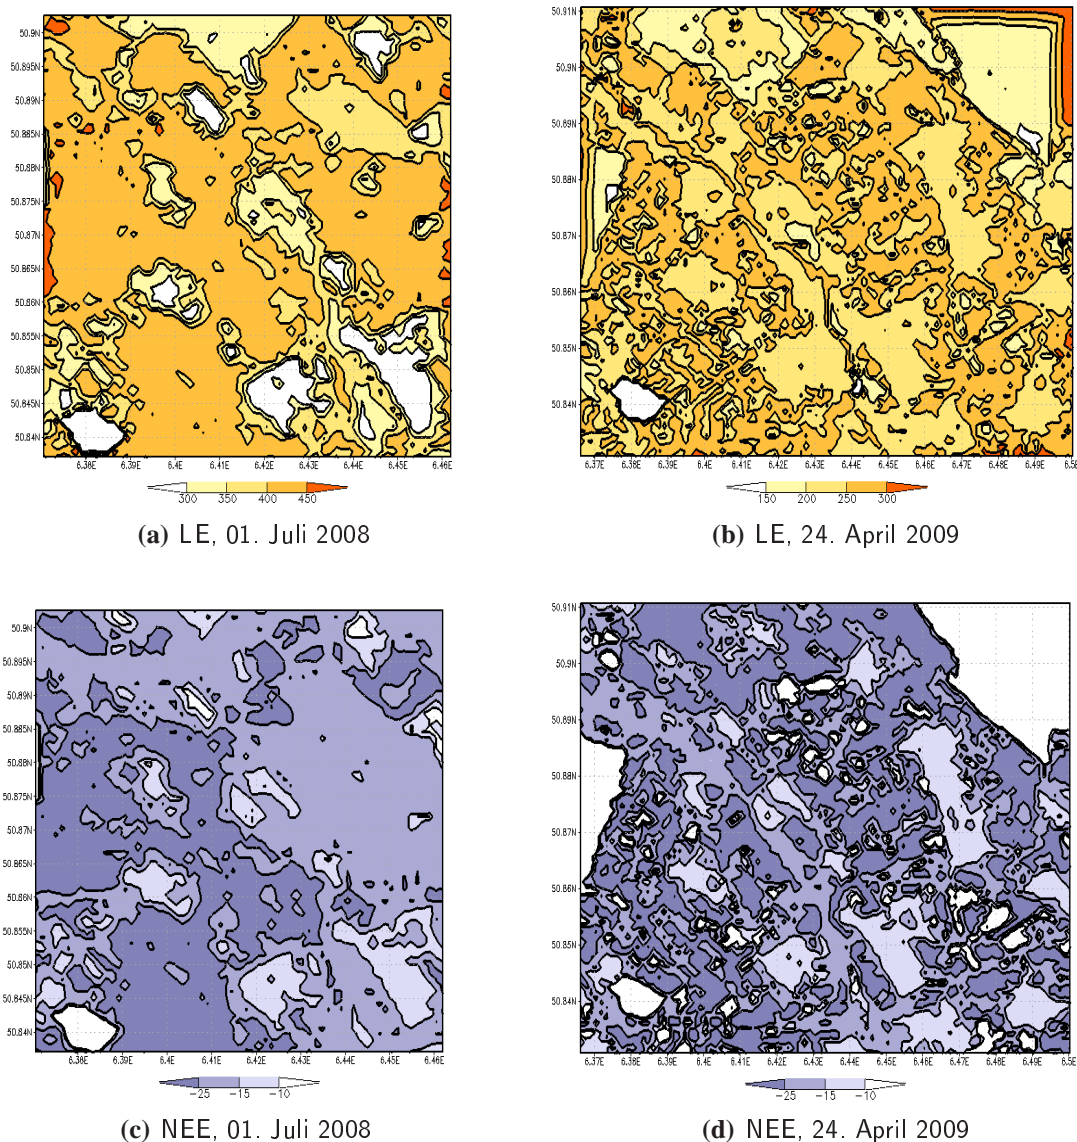 50.9N
50.895N
50.89N
50.885N
50.88N
50.875N
50.87N
50.865N
50.86N
50.855N
50.85N
50.845N
50.84N
6.38E 6.39E 6.4E 6.41E 6.42E 6.43E 6.44E 6.45E 6.46E
300 350 400 450
(a) LE, 01. Juli 2008
50.91N
50.9N
50.89N
50.88N
50.87N
50.86N
50.85N
50.84N
6.37E 6.38E 6.39E 6.4E 6.41E 6.42E 6.43E 6.44E 6.45E 6.46E 6.47E 6.48E 6.49E 6.5E
150 200 250 300
(b) LE, 24. April 2009
50.9N
50.895N
50.89N
50.885N
50.88N
50.875N
50.87N
50.865N
50.86N
50.855N
50.85N
50.845N
50.84N
6.38E 6.39E 6.4E 6.41E 6.42E 6.43E 6.44E 6.45E 6.46E
−25 −15 −10
(c) NEE, 01. Juli 2008
50.91N
50.9N
50.89N
50.88N
50.87N
50.86N
50.85N
50.84N
6.37E 6.38E 6.39E 6.4E 6.41E 6.42E 6.43E 6.44E 6.45E 6.46E 6.47E 6.48E 6.49E 6.5E
−25 −15 −10
(d) NEE, 24. April 2009